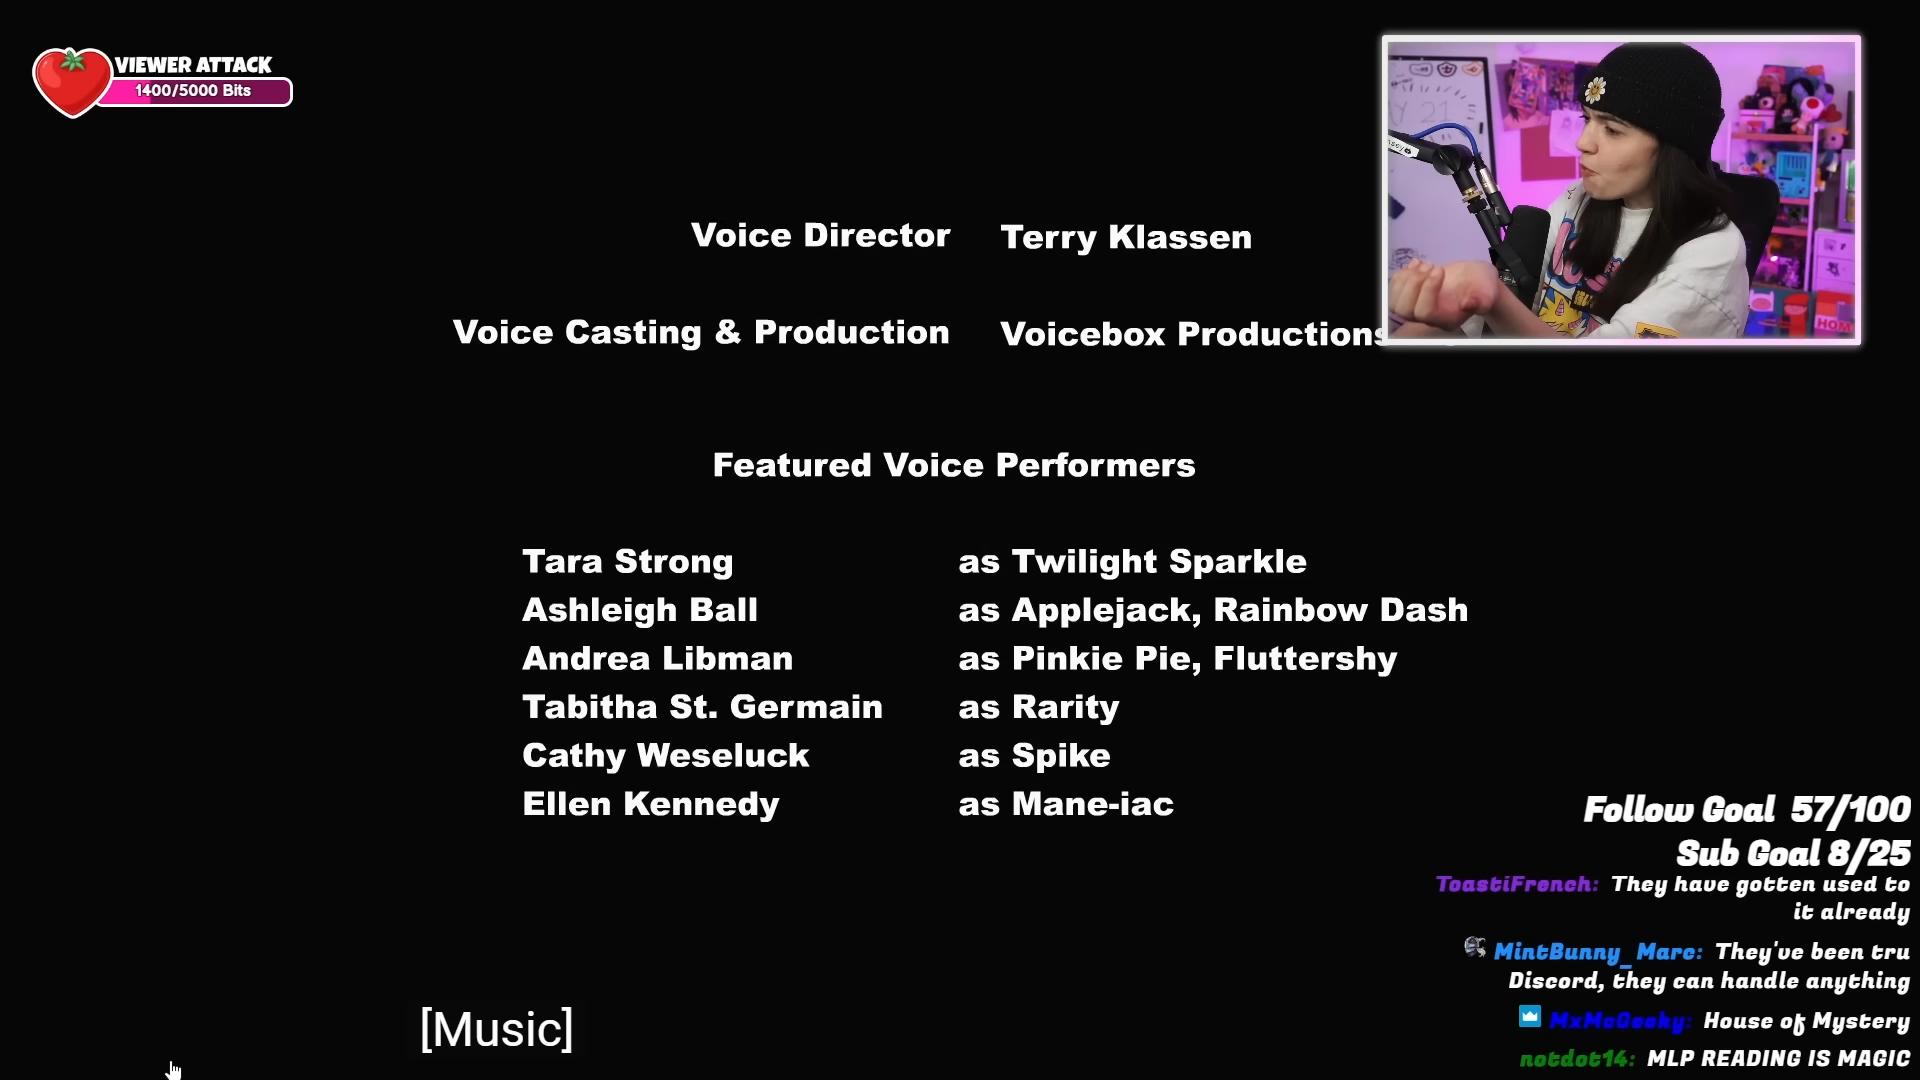 VIEWER ATTACK
1400/5000 Bits
Voice Director Terry Klassen
Voice Casting & Production Voicebox Productions
Featured Voice Performers
Tara Strong as Twilight Sparkle
Ashleigh Ball as Applejack, Rainbow Dash
Andrea Libman as Pinkie Pie, Fluttershy
Tabitha St. Germain as Rarity
Cathy Weseluck as Spike
Ellen Kennedy as Mane-iac
Follow Goal 57/100
Sub Goal 8/25
ToastiFrench: They have gotten used to
it already
MintBunny_Marc: They've been tru
Discord, they can handle anything
MxMcGeeky: House of Mystery
notdot14: MLP READING IS MAGIC
[Music]